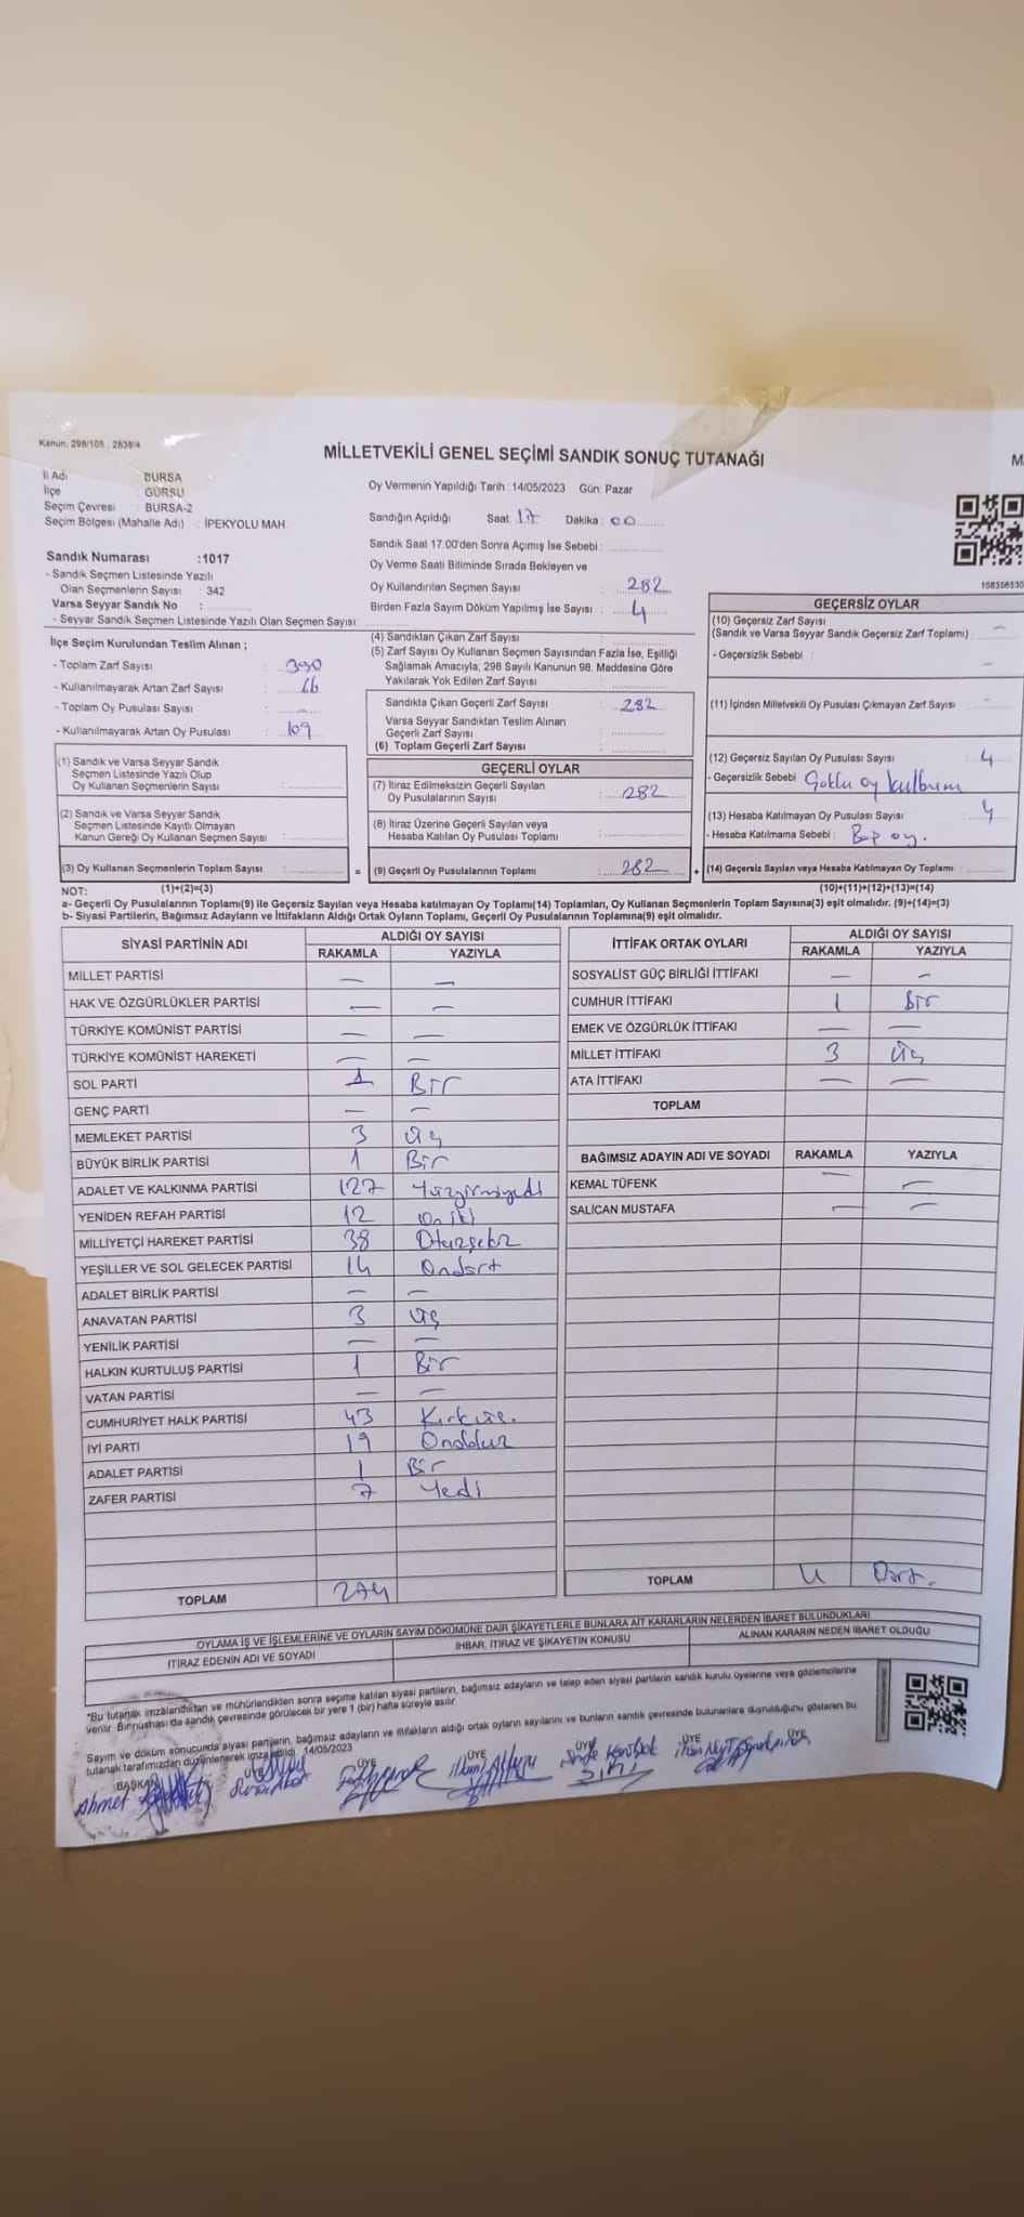 Kanun: 298/105 , 2839/4
MİLLETVEKİLİ GENEL SEÇİMİ SANDIK SONUÇ TUTANAĞI
İl Adı BURSA
İlçe GÜRSU
Seçim Çevresi BURSA-2
Seçim Bölgesi (Mahalle Adı) : İPEKYOLU MAH
Sandık Numarası :1017
- Sandık Seçmen Listesinde Yazılı
Olan Seçmenlerin Sayısı : 342
Varsa Seyyar Sandık No :
- Seyyar Sandık Seçmen Listesinde Yazılı Olan Seçmen Sayısı
Oy Vermenin Yapıldığı Tarih :14/05/2023 Gün: Pazar
Sandığın Açıldığı Saat: 17 Dakika : 00
Sandık Saat 17.00'den Sonra Açımış İse Sebebi :
Oy Verme Saati Bitiminde Sırada Bekleyen ve
Oy Kullandırılan Seçmen Sayısı : 282
Birden Fazla Sayım Döküm Yapılmış İse Sayısı : 4
İlçe Seçim Kurulundan Teslim Alınan ;
- Toplam Zarf Sayısı : 390
- Kullanılmayarak Artan Zarf Sayısı :
- Toplam Oy Pusulası Sayısı :
- Kullanılmayarak Artan Oy Pusulası : 109
(1) Sandık ve Varsa Seyyar Sandık
Seçmen Listesinde Yazılı Olup
Oy Kullanan Seçmenlerin Sayısı :
(2) Sandık ve Varsa Seyyar Sandık
Seçmen Listesinde Kayıtlı Olmayan
Kanun Gereği Oy Kullanan Seçmen Sayısı :
(3) Oy Kullanan Seçmenlerin Toplam Sayısı :
(4) Sandıktan Çıkan Zarf Sayısı :
(5) Zarf Sayısı Oy Kullanan Seçmen Sayısından Fazla İse, Eşitliği
Sağlamak Amacıyla, 298 Sayılı Kanunun 98. Maddesine Göre
Yakılarak Yok Edilen Zarf Sayısı :
Sandıkta Çıkan Geçerli Zarf Sayısı : 282
Varsa Seyyar Sandıktan Teslim Alınan
Geçerli Zarf Sayısı :
(6) Toplam Geçerli Zarf Sayısı :
GEÇERLİ OYLAR
(7) İtiraz Edilmeksizin Geçerli Sayılan
Oy Pusulalarının Sayısı : 282
(8) İtiraz Üzerine Geçerli Sayılan veya
Hesaba Katılan Oy Pusulası Toplamı :
= (9) Geçerli Oy Pusulalarının Toplamı : 282 +
GEÇERSİZ OYLAR
(10) Geçersiz Zarf Sayısı
(Sandık ve Varsa Seyyar Sandık Geçersiz Zarf Toplamı) : —
- Geçersizlik Sebebi : —
(11) İçinden Milletvekili Oy Pusulası Çıkmayan Zarf Sayısı : -
(12) Geçersiz Sayılan Oy Pusulası Sayısı : 4
- Geçersizlik Sebebi : oy
(13) Hesaba Katılmayan Oy Pusulası Sayısı : 4
- Hesaba Katılmama Sebebi : oy.
(14) Geçersiz Sayılan veya Hesaba Katılmayan Oy Toplamı :
NOT: (1)+(2)=(3) (10)+(11)+(12)+(13)=(14)
a- Geçerli Oy Pusulalarının Toplamı(9) ile Geçersiz Sayılan veya Hesaba katılmayan Oy Toplamı(14) Toplamları, Oy Kullanan Seçmenlerin Toplam Sayısına(3) eşit olmalıdır. (9)+(14)=(3)
b- Siyasi Partilerin, Bağımsız Adayların ve İttifakların Aldığı Ortak Oyların Toplamı, Geçerli Oy Pusulalarının Toplamına(9) eşit olmalıdır.
SİYASİ PARTİNİN ADI ALDIĞI OY SAYISI
RAKAMLA YAZIYLA
MİLLET PARTİSİ — —
HAK VE ÖZGÜRLÜKLER PARTİSİ — —
TÜRKİYE KOMÜNİST PARTİSİ — —
TÜRKİYE KOMÜNİST HAREKETİ — —
SOL PARTİ 1 Bir
GENÇ PARTİ — —
MEMLEKET PARTİSİ 3 üç
BÜYÜK BİRLİK PARTİSİ 1 Bir
ADALET VE KALKINMA PARTİSİ 127 Yüzyirmiyedi
YENİDEN REFAH PARTİSİ 12 on iki
MİLLİYETÇİ HAREKET PARTİSİ 38 Otuzsekiz
YEŞİLLER VE SOL GELECEK PARTİSİ 14 Ondört
ADALET BİRLİK PARTİSİ — —
ANAVATAN PARTİSİ 3 üç
YENİLİK PARTİSİ — —
HALKIN KURTULUŞ PARTİSİ 1 Bir
VATAN PARTİSİ — —
CUMHURİYET HALK PARTİSİ 43 Kırküç.
İYİ PARTİ 19 Ondokuz
ADALET PARTİSİ 1 Bir
ZAFER PARTİSİ 7 Yedi
TOPLAM 274
İTTİFAK ORTAK OYLARI ALDIĞI OY SAYISI
RAKAMLA YAZIYLA
SOSYALİST GÜÇ BİRLİĞİ İTTİFAKI — —
CUMHUR İTTİFAKI 1 Bir
EMEK VE ÖZGÜRLÜK İTTİFAKI — —
MİLLET İTTİFAKI 3 üç
ATA İTTİFAKI — —
TOPLAM
BAĞIMSIZ ADAYIN ADI VE SOYADI RAKAMLA YAZIYLA
KEMAL TÜFENK — —
SALİCAN MUSTAFA — —
TOPLAM 4 Dört.
OYLAMA İŞ VE İŞLEMLERİNE VE OYLARIN SAYIM DÖKÜMÜNE DAİR ŞİKAYETLERLE BUNLARA AİT KARARLARIN NELERDEN İBARET BULUNDUKLARI
İTİRAZ EDENİN ADI VE SOYADI İHBAR, İTİRAZ VE ŞİKAYETİN KONUSU ALINAN KARARIN NEDEN İBARET OLDUĞU
"Bu tutanak imzalandıktan ve mühürlendikten sonra seçime katılan siyasi partilerin, bağımsız adayların ve talep eden siyasi partilerin sandık kurulu üyelerine veya gözlemcilerine
verilir. Bir nüshası da sandık çevresinde görülecek bir yere 1 (bir) hafta süreyle asılır.
Sayım ve döküm sonucunda siyasi partilerin, bağımsız adayların ve ittifakların aldığı ortak oyların sayılarını ve bunların sandık çevresinde bulunanlara duyurulduğunu gösteren bu
tutanak tarafımızdan düzenlenerek imza edildi. 14/05/2023
BAŞKAN ÜYE ÜYE ÜYE ÜYE ÜYE ÜYE
Ahmet